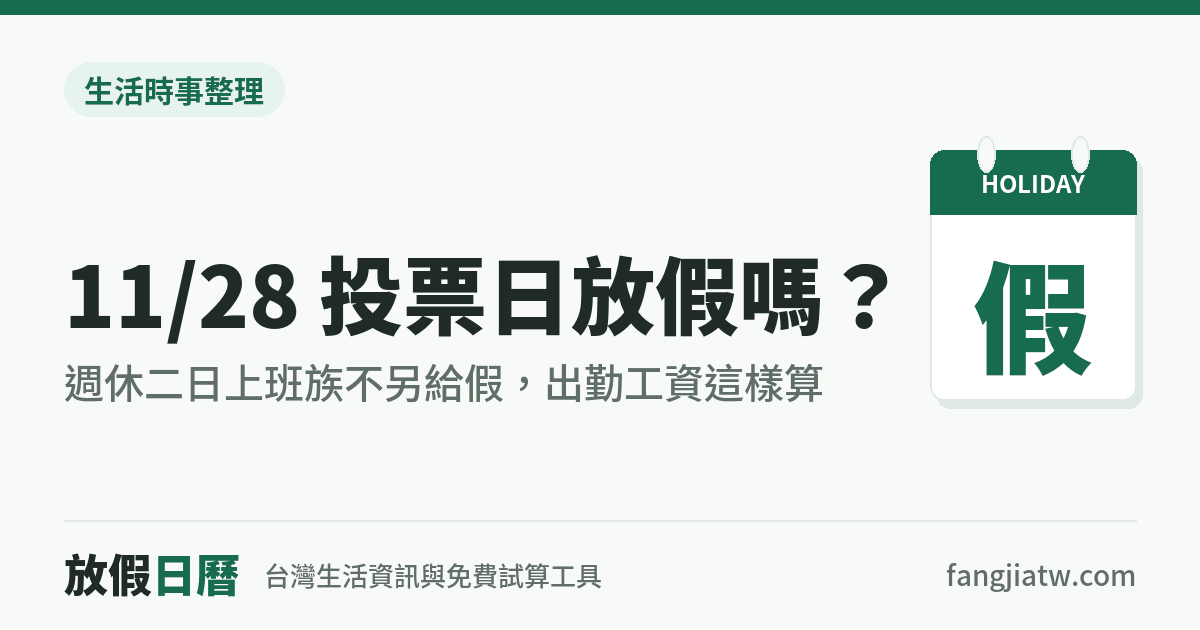 生活時事整理
HOLIDAY
假
11/28 投票日放假嗎？
週休二日上班族不另給假，出勤工資這樣算
放假日曆 台灣生活資訊與免費試算工具 fangjiatw.com